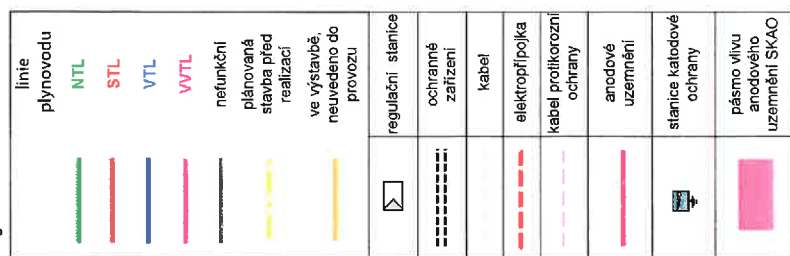 linie
plynovodu
NTL
STL
VTL
VVTL
nefunkční
plánovaná
stavba před
realizací
ve výstavbě,
neuvedeno do
provozu
regulační stanice
ochranné
zařízení
kabel
elektropřípojka
kabel protikorozní
ochrany
anodové
uzemnění
stanice katodové
ochrany
pásmo vlivu
anodového
uzemnění SKAO